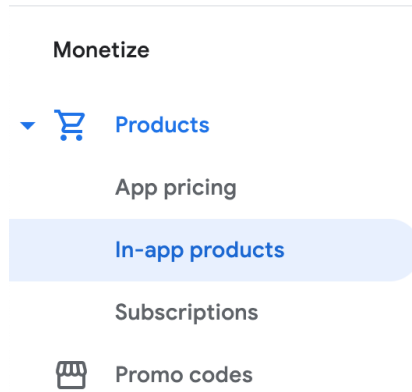 Monetize
Products
App pricing
In-app products
Subscriptions
Promo codes